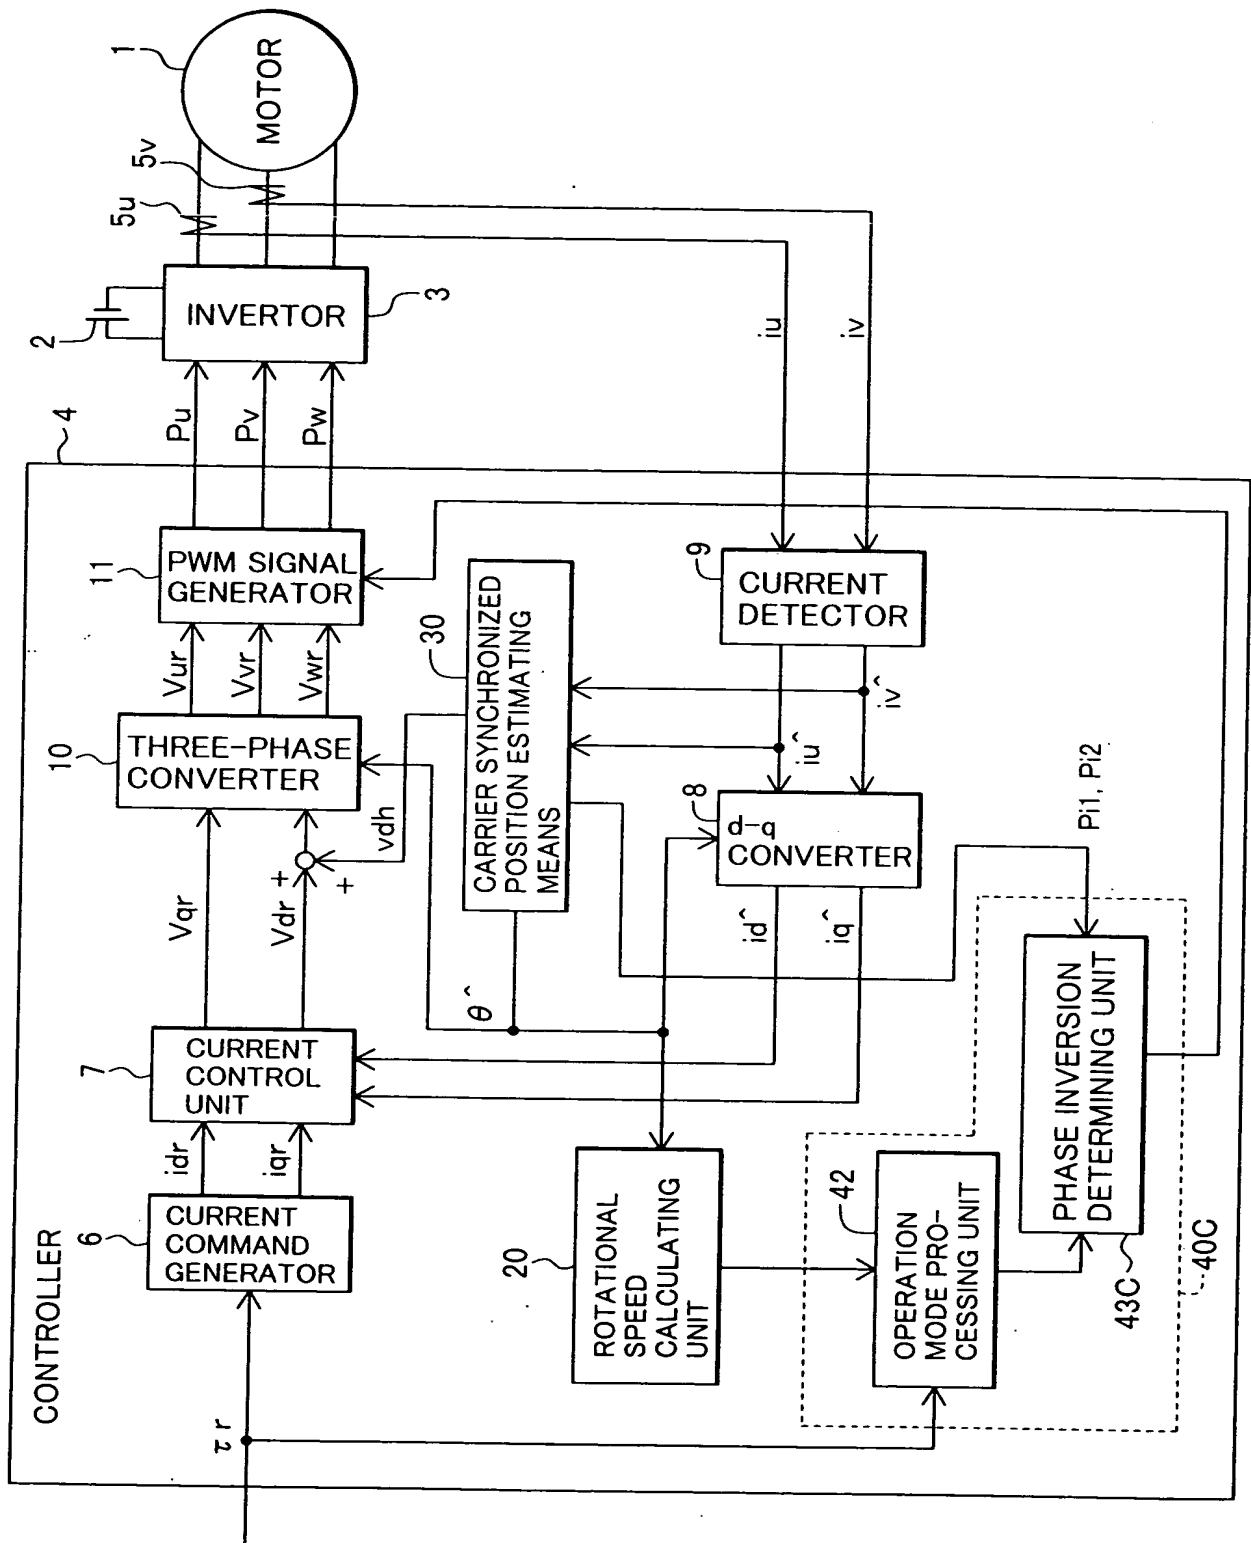 CONTROLLER
4
τr
6
CURRENT
COMMAND
GENERATOR
idr
iqr
7
CURRENT
CONTROL
UNIT
Vqr
Vdr
+
+
vdh
10
THREE-PHASE
CONVERTER
Vur
Vvr
Vwr
11
PWM SIGNAL
GENERATOR
Pu
Pv
Pw
2
INVERTOR
3
5u
5v
1
MOTOR
θ^
30
CARRIER SYNCHRONIZED
POSITION ESTIMATING
MEANS
iu
iv
9
CURRENT
DETECTOR
iu^
iv^
8
d-q
CONVERTER
id^
iq^
20
ROTATIONAL
SPEED
CALCULATING
UNIT
42
OPERATION
MODE PRO-
CESSING UNIT
Pi1, Pi2
PHASE INVERSION
DETERMINING UNIT
43C
40C